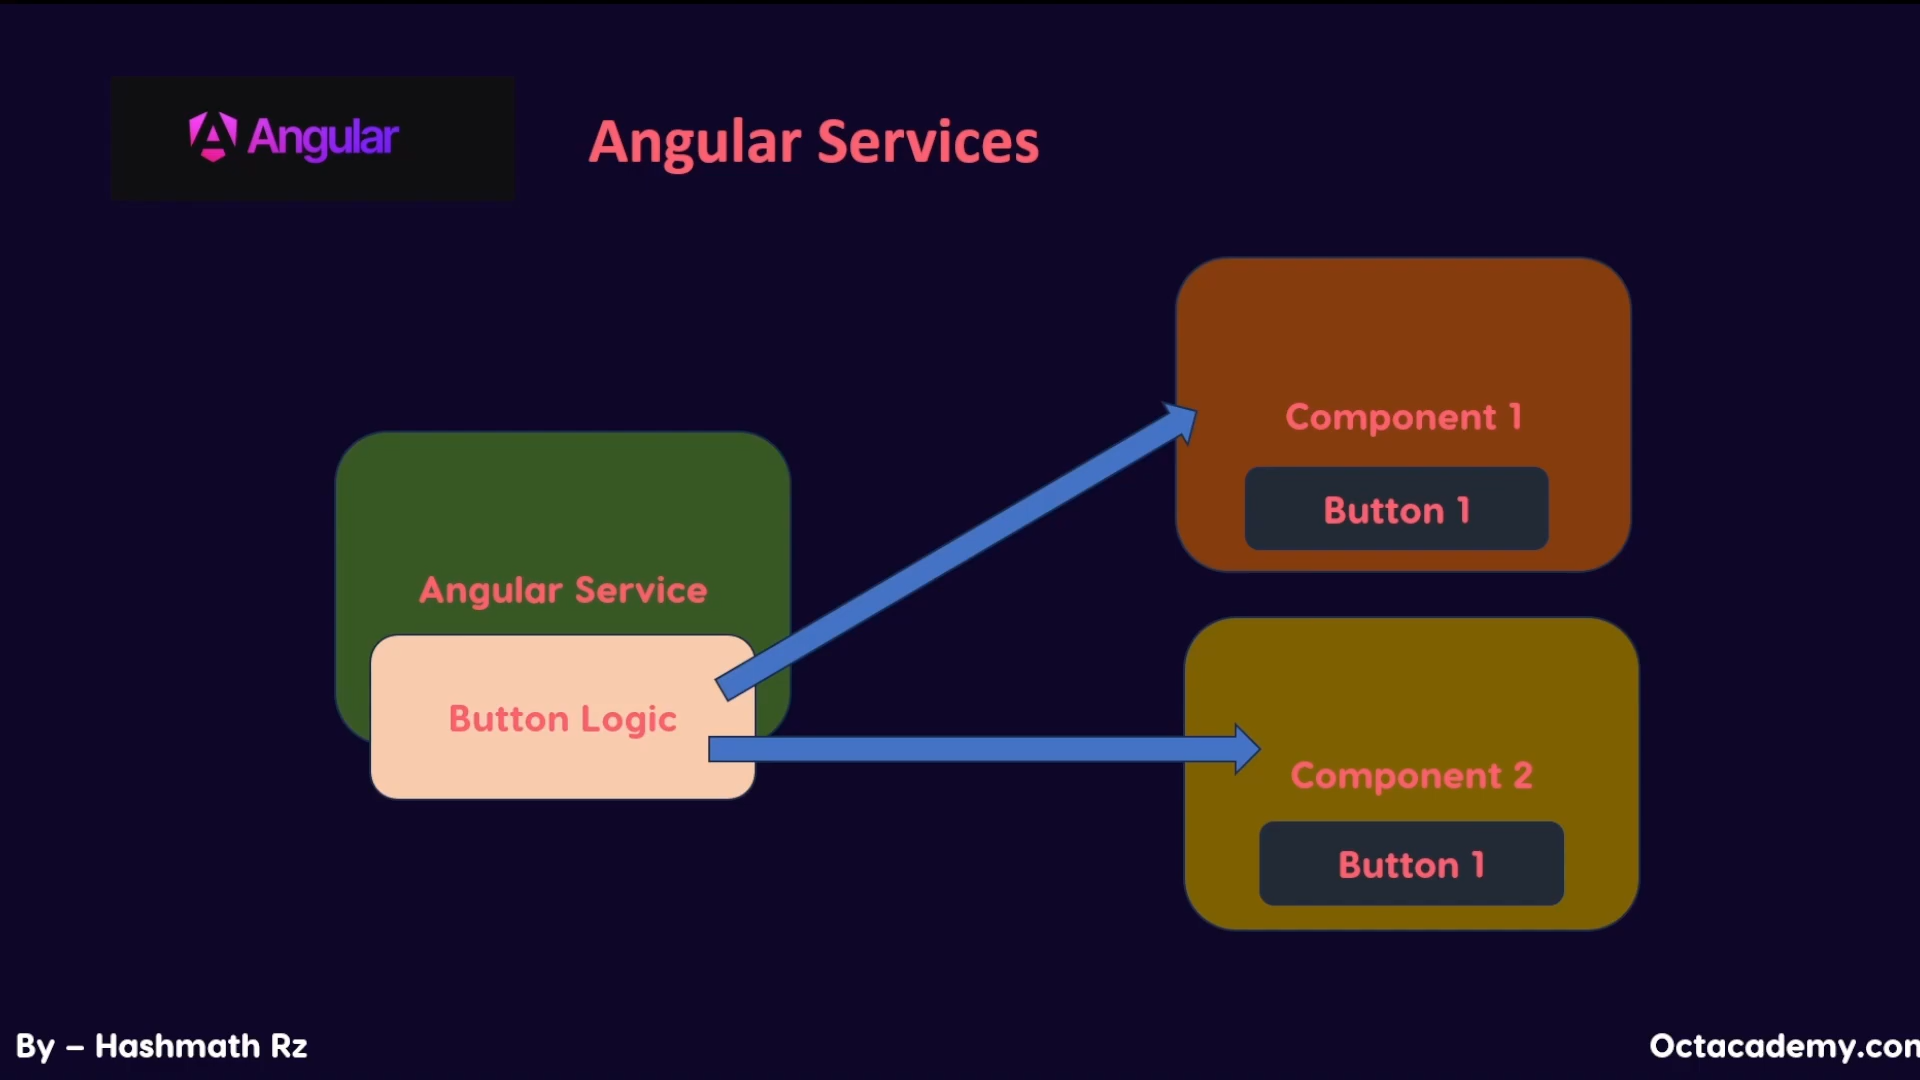 Angular
Angular Services
Component 1
Button 1
Angular Service
Button Logic
Component 2
Button 1
By – Hashmath Rz
Octacademy.com